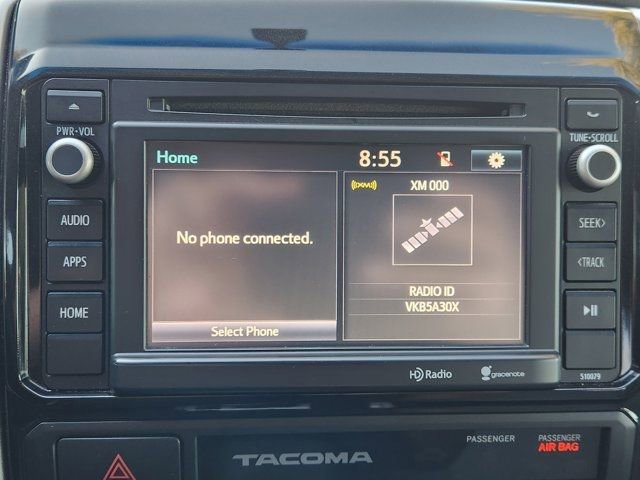 PWR•VOL
TUNE•SCROLL
Home
8:55
((XM))
XM 000
No phone connected.
RADIO ID
VKB5A30X
Select Phone
AUDIO
APPS
HOME
SEEK>
<TRACK
HD Radio
gracenote
510079
TACOMA
PASSENGER
PASSENGER
AIR BAG